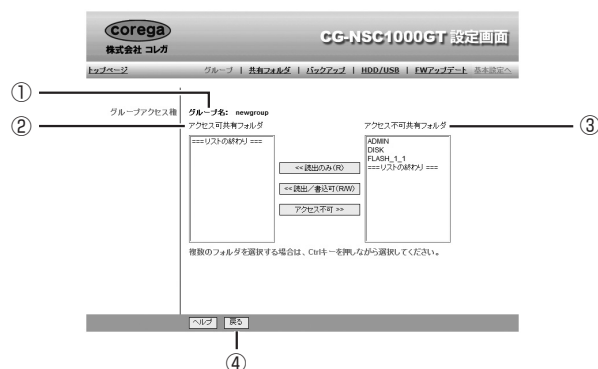 corega
株式会社 コレガ
CG-NSC1000GT 設定画面
トップページ
グループ | 共有フォルダ | バックアップ | HDD/USB | FWアップデート 基本設定へ
①
グループアクセス権
グループ名: newgroup
②
アクセス可共有フォルダ
アクセス不可共有フォルダ
③
===リストの終わり ===
ADMIN
DISK
FLASH_1_1
===リストの終わり ===
<<読出のみ(R)
<<読出／書込可(R/W)
アクセス不可 >>
複数のフォルダを選択する場合は、Ctrlキーを押しながら選択してください。
ヘルプ 戻る
④